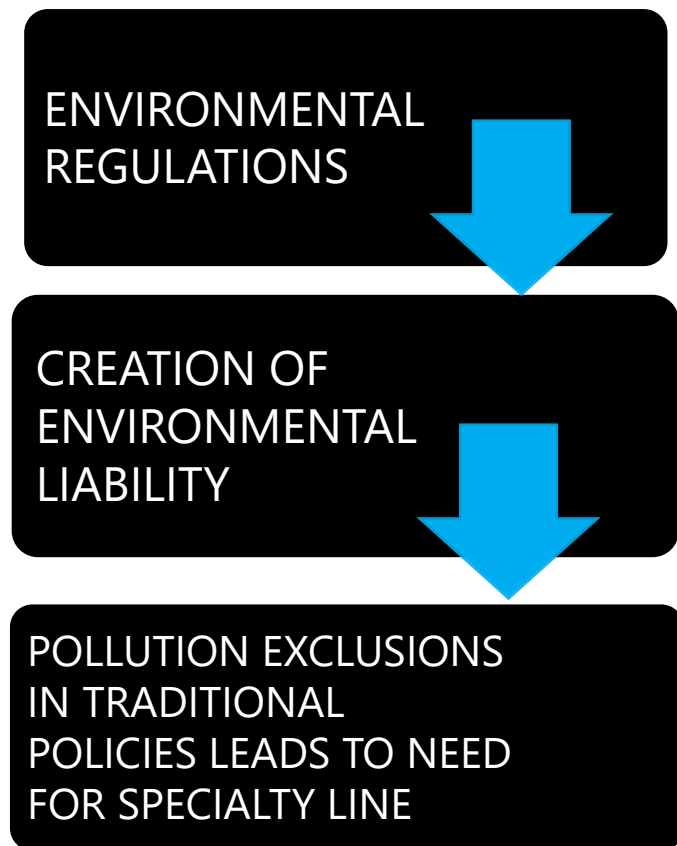 ENVIRONMENTAL
REGULATIONS
CREATION OF
ENVIRONMENTAL
LIABILITY
POLLUTION EXCLUSIONS
IN TRADITIONAL
POLICIES LEADS TO NEED
FOR SPECIALTY LINE